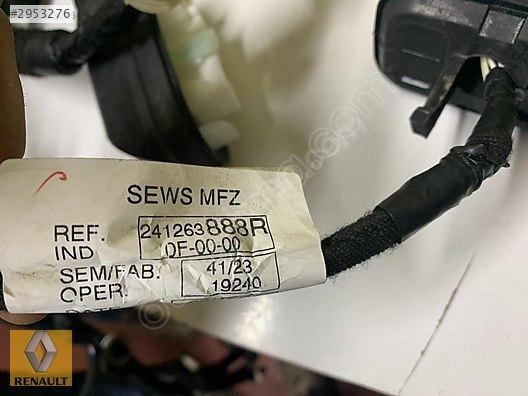 #2953276
SEWS MFZ
REF. 241263888R
IND 0F-00-00
SEM/FAB. 41/23
OPER. 19240
RENAULT